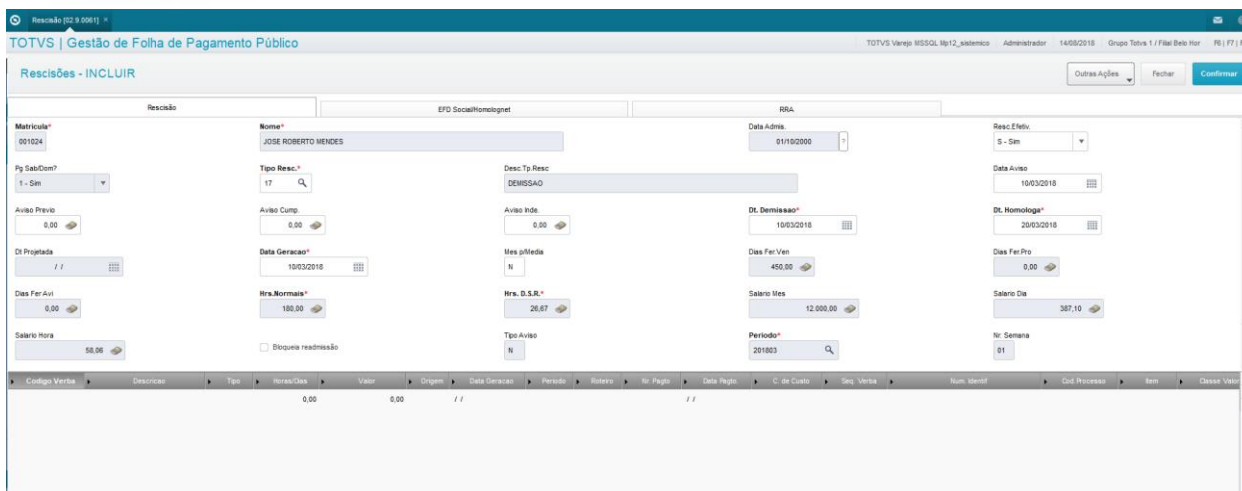 Rescisão [02.9.0061] ×
TOTVS | Gestão de Folha de Pagamento Público
TOTVS Varejo MSSQL Mp12_sistemico Administrador 14/08/2018 Grupo Totvs 1 / Filial Belo Hor F6 | F7 |
Rescisões - INCLUIR
Outras Ações Fechar Confirmar
Rescisão EFD Social/Homolognet RRA
Matricula* Nome* Data Admis. Resc.Efetiv.
001024 JOSE ROBERTO MENDES 01/10/2000 ? S - Sim
Pg Sab/Dom? Tipo Resc.* Desc.Tp.Resc Data Aviso
1 - Sim 17 DEMISSAO 10/03/2018
Aviso Previo Aviso Cump. Aviso Inde. Dt. Demissao* Dt. Homologa*
0,00 0,00 0,00 10/03/2018 20/03/2018
Dt Projetada Data Geracao* Mes p/Media Dias Fer.Ven Dias Fer.Pro
/ / 10/03/2018 N 450,00 0,00
Dias Fer Avi Hrs.Normais* Hrs. D.S.R.* Salario Mes Salario Dia
0,00 180,00 26,67 12.000,00 387,10
Salario Hora Tipo Aviso Periodo* Nr. Semana
58,06 Bloqueia readmissão N 201803 01
Codigo Verba Descricao Tipo Horas/Dias Valor Origem Data Geracao Periodo Roteiro Nr. Pagto Data Pagto. C. de Custo Seq. Verba Num. Identif Cod.Processo Item Classe Valor
0,00 0,00 / / / /